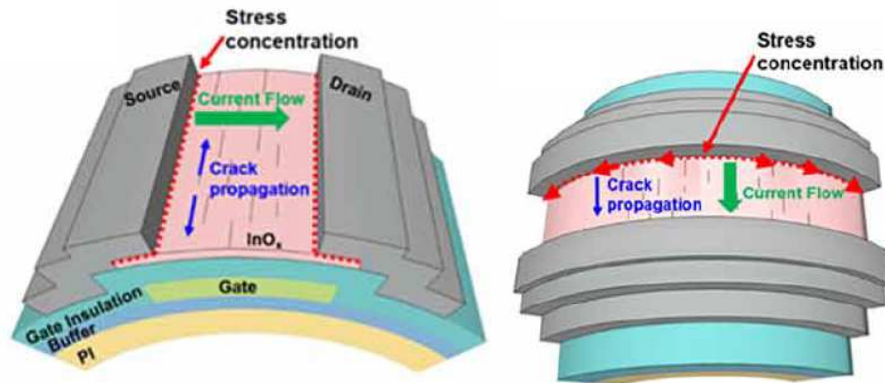 Stress
concentration
Source
Drain
Current Flow
Crack
propagation
InOₓ
Gate
Gate Insulation
Buffer
PI
Stress
concentration
Crack
propagation
Current Flow